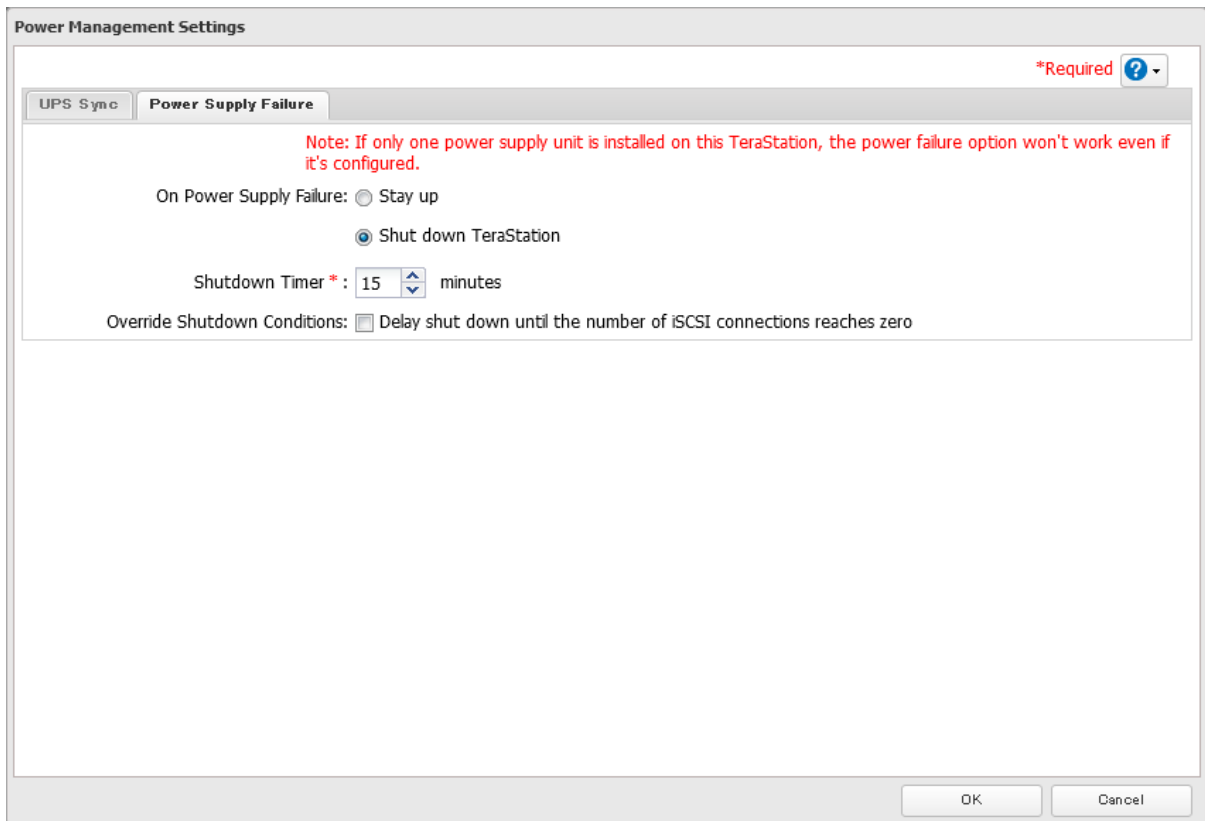 Power Management Settings
*Required ?
UPS Sync Power Supply Failure
Note: If only one power supply unit is installed on this TeraStation, the power failure option won't work even if
it's configured.
On Power Supply Failure: Stay up
Shut down TeraStation
Shutdown Timer * : 15 minutes
Override Shutdown Conditions: Delay shut down until the number of iSCSI connections reaches zero
OK Cancel